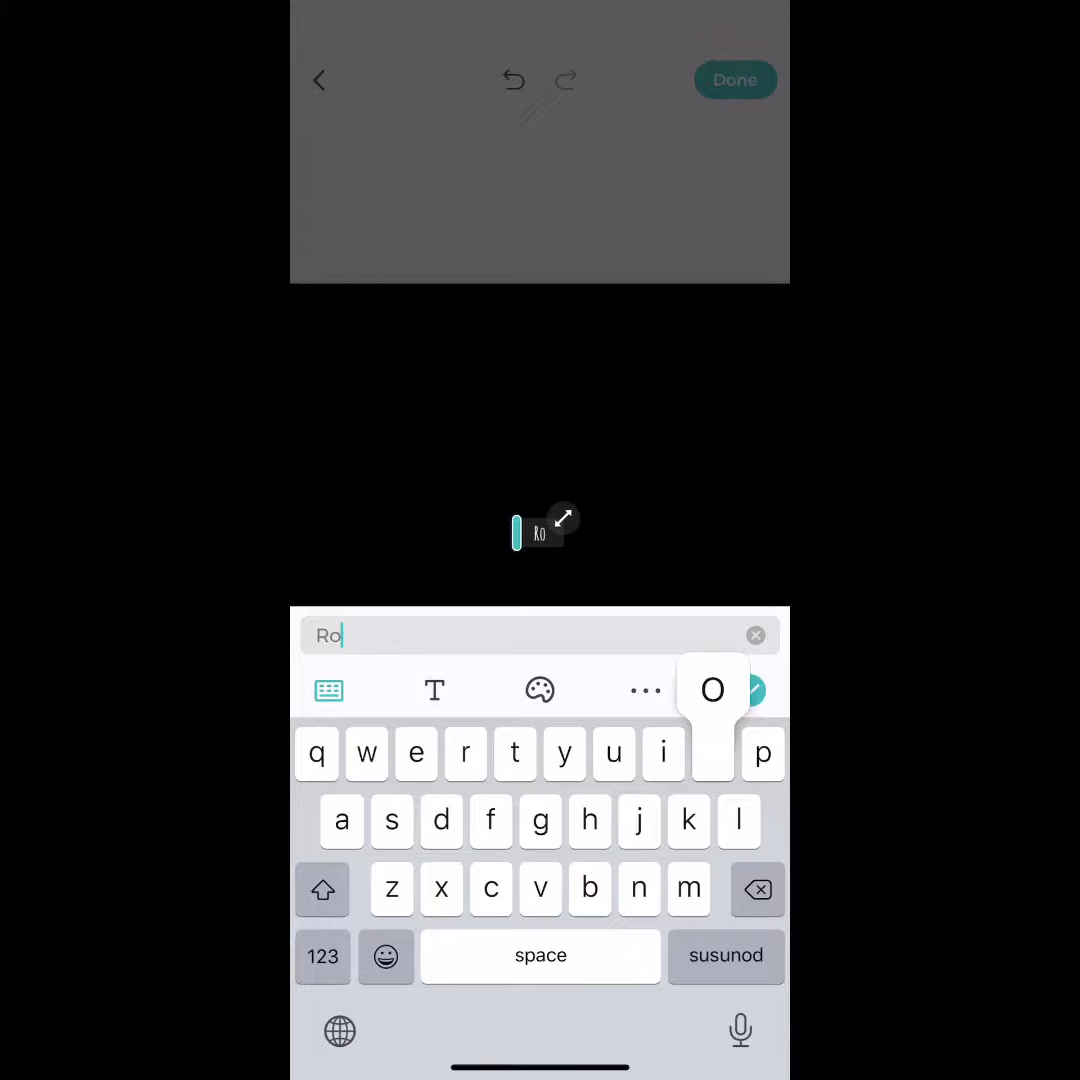 Done
Ro
Ro
O
q w e r t y u i p
a s d f g h j k l
z x c v b n m
123 space susunod